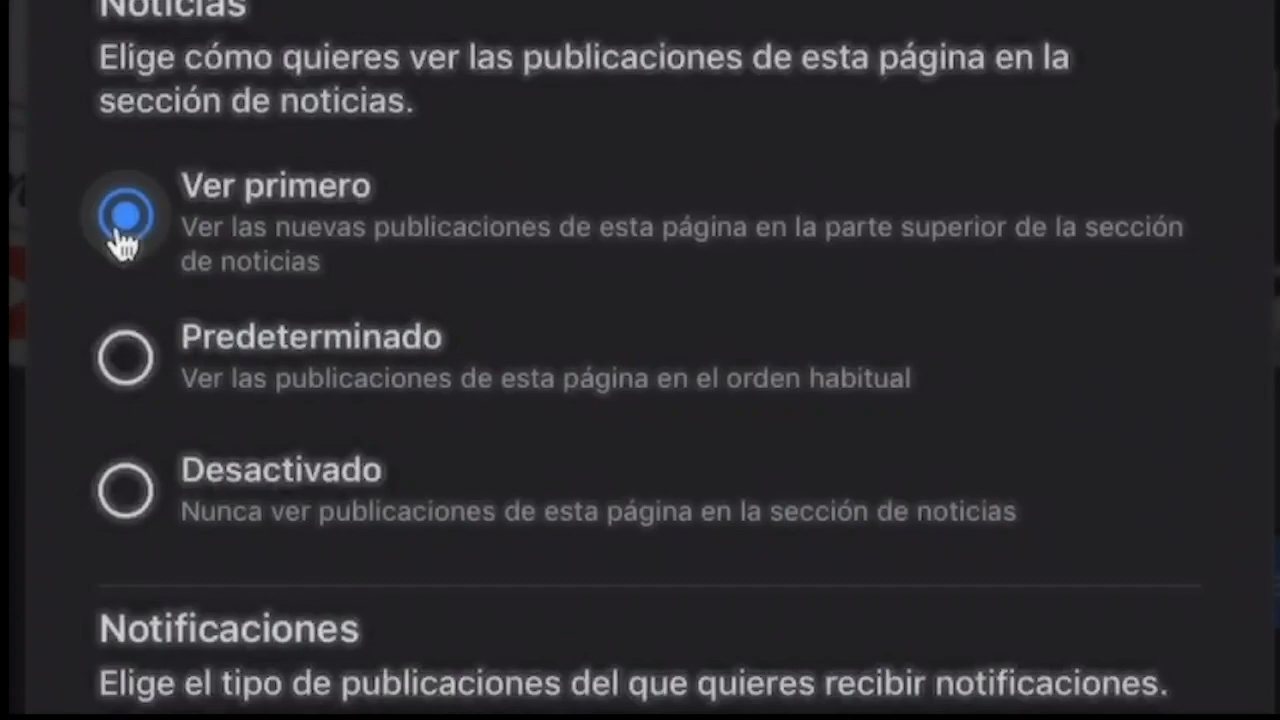 Noticias
Elige cómo quieres ver las publicaciones de esta página en la
sección de noticias.
Ver primero
Ver las nuevas publicaciones de esta página en la parte superior de la sección
de noticias
Predeterminado
Ver las publicaciones de esta página en el orden habitual
Desactivado
Nunca ver publicaciones de esta página en la sección de noticias
Notificaciones
Elige el tipo de publicaciones del que quieres recibir notificaciones.